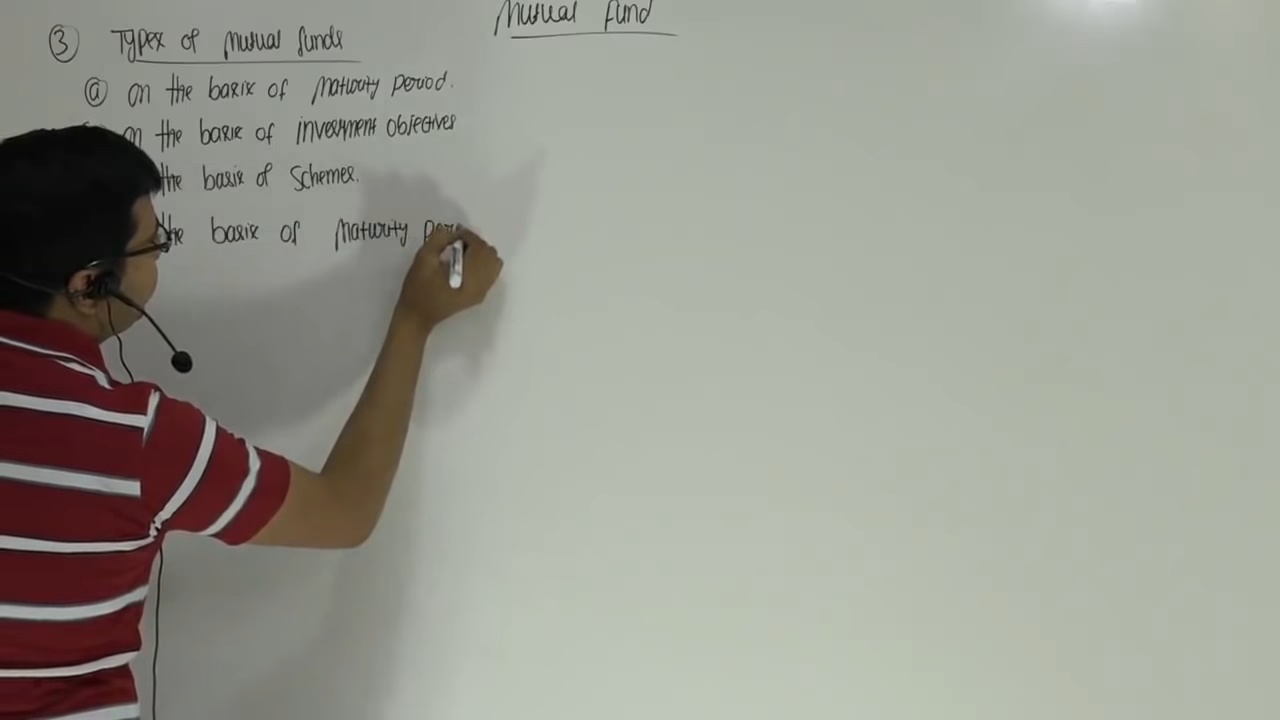 Mutual Fund
③ Types of Mutual funds
ⓐ on the basis of Maturity period.
on the basis of investment objectives
the basis of Schemes.
the basis of Maturity per